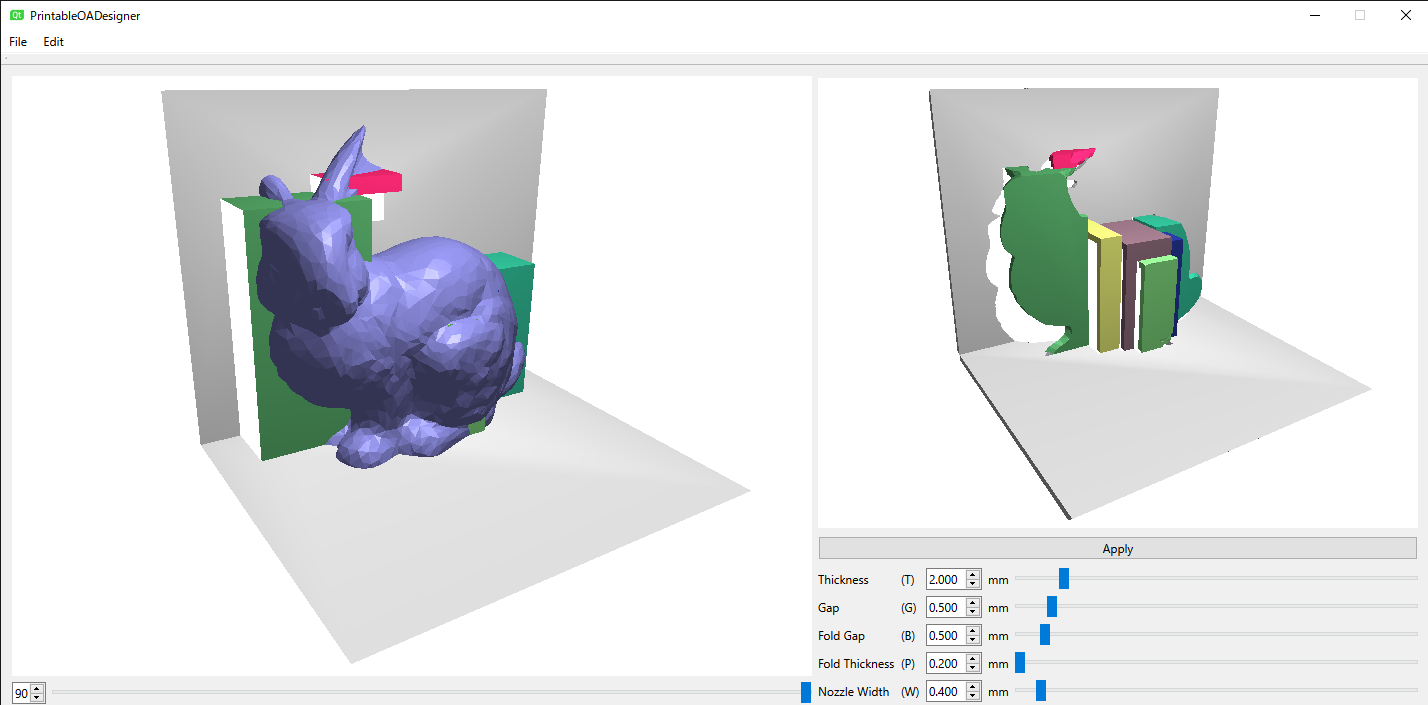 Qt PrintableOADesigner
File Edit
Apply
Thickness (T) 2.000 mm
Gap (G) 0.500 mm
Fold Gap (B) 0.500 mm
Fold Thickness (P) 0.200 mm
90
Nozzle Width (W) 0.400 mm